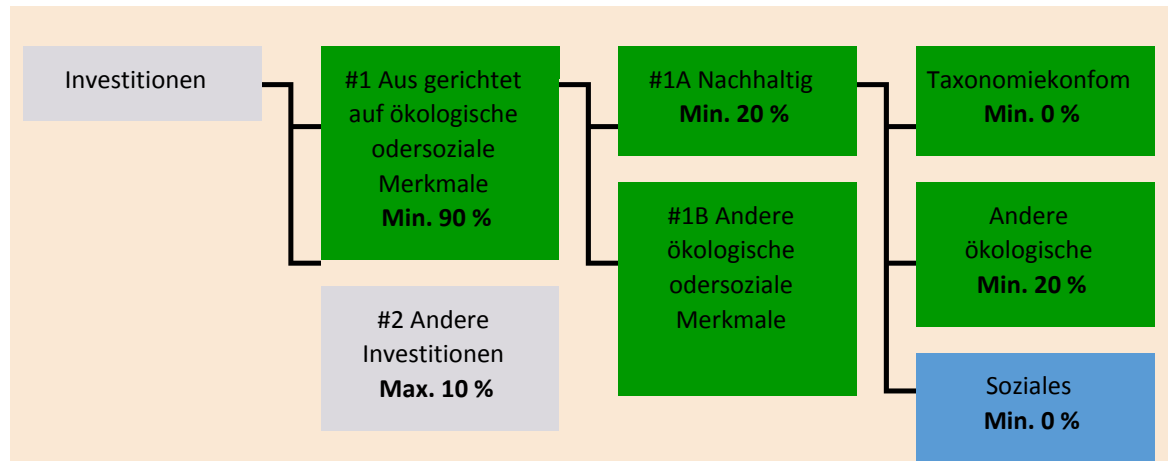 Investitionen
#1 Aus gerichtet
auf ökologische
odersoziale
Merkmale
Min. 90 %
#2 Andere
Investitionen
Max. 10 %
#1A Nachhaltig
Min. 20 %
#1B Andere
ökologische
odersoziale
Merkmale
Taxonomiekonfom
Min. 0 %
Andere
ökologische
Min. 20 %
Soziales
Min. 0 %